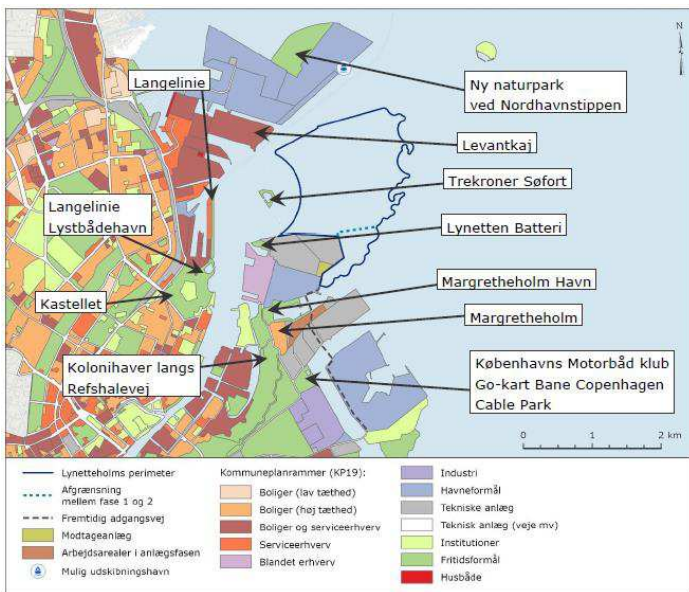 N
Langelinie
Ny naturpark
ved Nordhavnstippen
Levantkaj
Trekroner Søfort
Langelinie
Lystbådehavn
Lynetten Batteri
Kastellet
Margretheholm Havn
Margretheholm
Kolonihaver langs
Refshalevej
Københavns Motorbåd klub
Go-kart Bane Copenhagen
Cable Park
0 1 2 km
Lynetteholms perimeter
Afgrænsning
mellem fase 1 og 2
Fremtidig adgangsvej
Modtageanlæg
Arbejdsarealer i anlægsfasen
Mulig udskibningshavn
Kommuneplanrammer (KP19):
Boliger (lav tæthed)
Boliger (høj tæthed)
Boliger og serviceerhverv
Serviceerhverv
Blandet erhverv
Industri
Havneformål
Tekniske anlæg
Teknisk anlæg (veje mv)
Institutioner
Fritidsformål
Husbåde